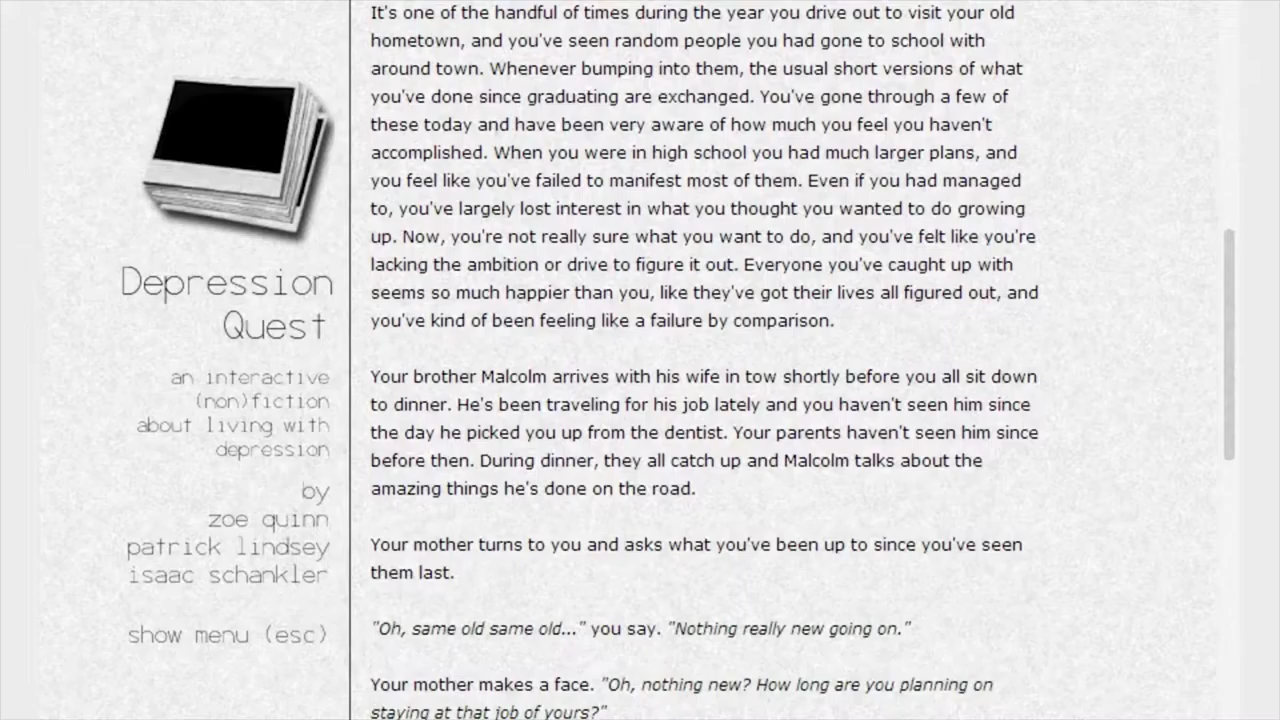 Depression
Quest
an interactive
(non)fiction
about living with
depression
by
zoe quinn
patrick lindsey
isaac schankler
show menu (esc)
It's one of the handful of times during the year you drive out to visit your old
hometown, and you've seen random people you had gone to school with
around town. Whenever bumping into them, the usual short versions of what
you've done since graduating are exchanged. You've gone through a few of
these today and have been very aware of how much you feel you haven't
accomplished. When you were in high school you had much larger plans, and
you feel like you've failed to manifest most of them. Even if you had managed
to, you've largely lost interest in what you thought you wanted to do growing
up. Now, you're not really sure what you want to do, and you've felt like you're
lacking the ambition or drive to figure it out. Everyone you've caught up with
seems so much happier than you, like they've got their lives all figured out, and
you've kind of been feeling like a failure by comparison.
Your brother Malcolm arrives with his wife in tow shortly before you all sit down
to dinner. He's been traveling for his job lately and you haven't seen him since
the day he picked you up from the dentist. Your parents haven't seen him since
before then. During dinner, they all catch up and Malcolm talks about the
amazing things he's done on the road.
Your mother turns to you and asks what you've been up to since you've seen
them last.
"Oh, same old same old..." you say. "Nothing really new going on."
Your mother makes a face. "Oh, nothing new? How long are you planning on
staying at that job of yours?"